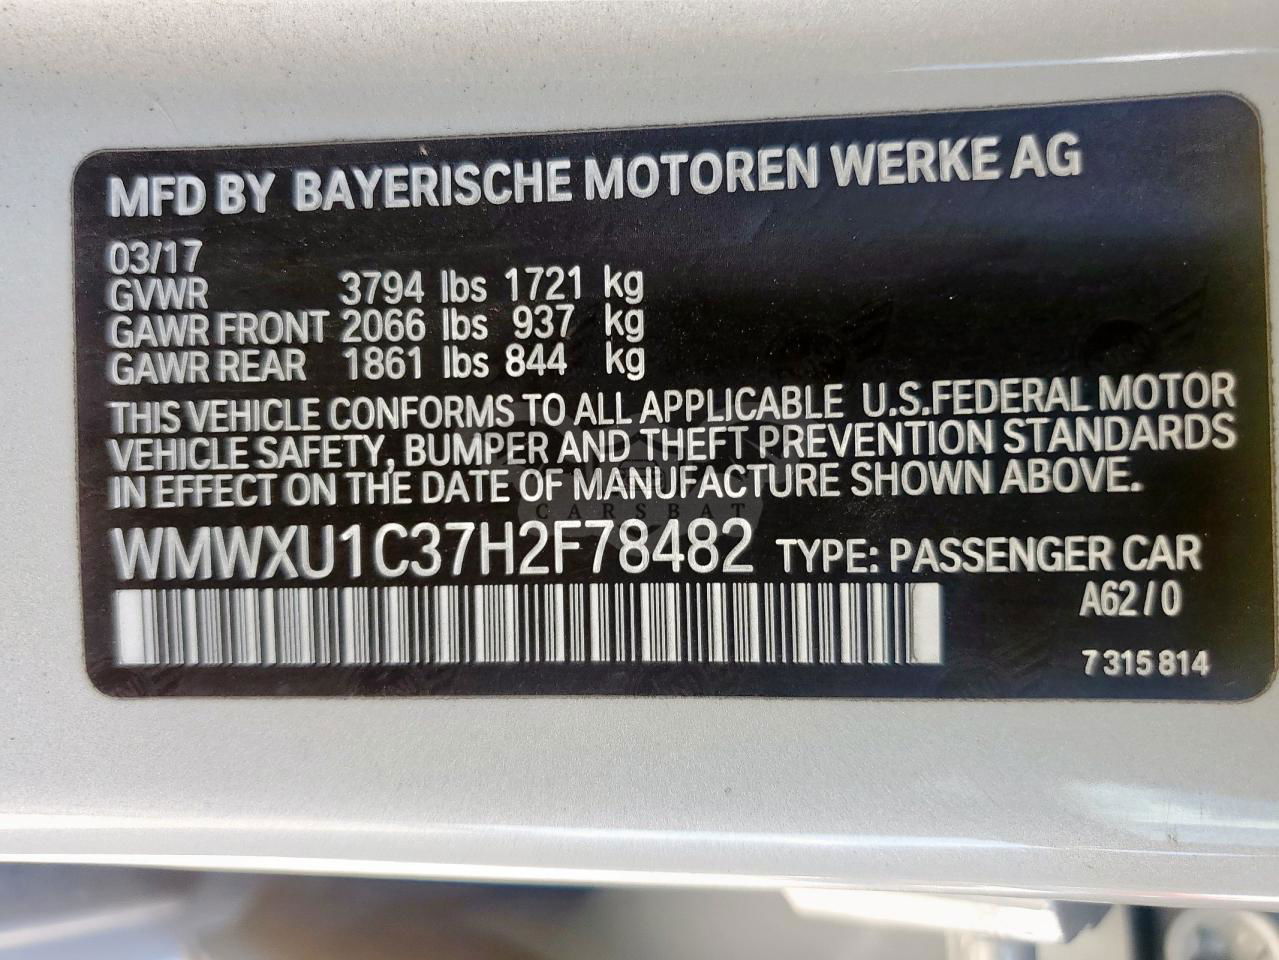 MFD BY BAYERISCHE MOTOREN WERKE AG
03/17
GVWR 3794 lbs 1721 kg
GAWR FRONT 2066 lbs 937 kg
GAWR REAR 1861 lbs 844 kg
THIS VEHICLE CONFORMS TO ALL APPLICABLE U.S.FEDERAL MOTOR
VEHICLE SAFETY, BUMPER AND THEFT PREVENTION STANDARDS
IN EFFECT ON THE DATE OF MANUFACTURE SHOWN ABOVE.
CARSBAT
WMWXU1C37H2F78482 TYPE: PASSENGER CAR
A62/0
7 315 814